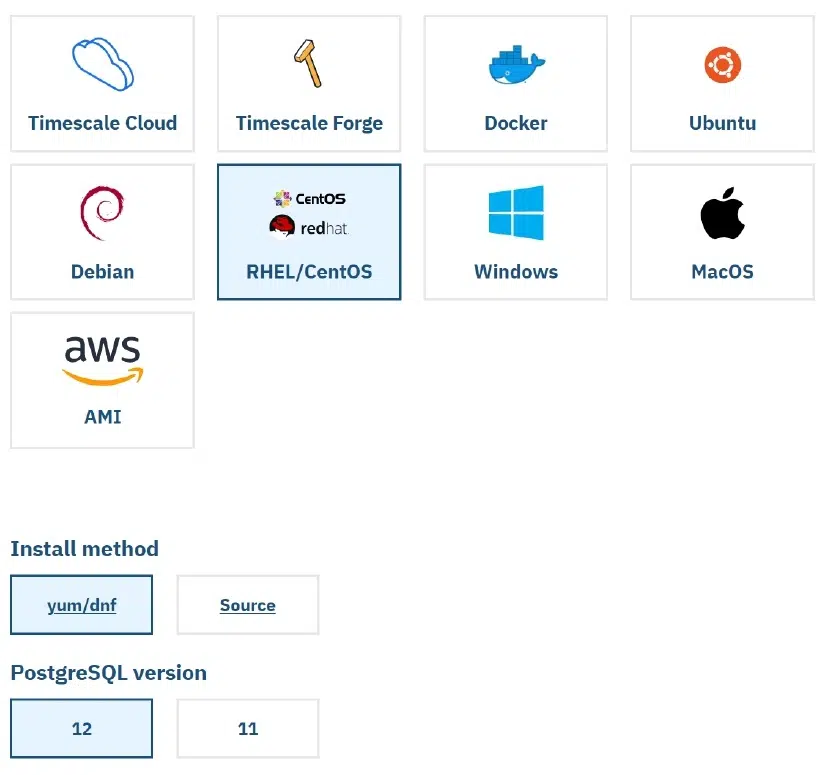 Timescale Cloud
Timescale Forge
Docker
Ubuntu
Debian
CentOS
redhat.
RHEL/CentOS
Windows
MacOS
aws
AMI
Install method
yum/dnf
Source
PostgreSQL version
12
11